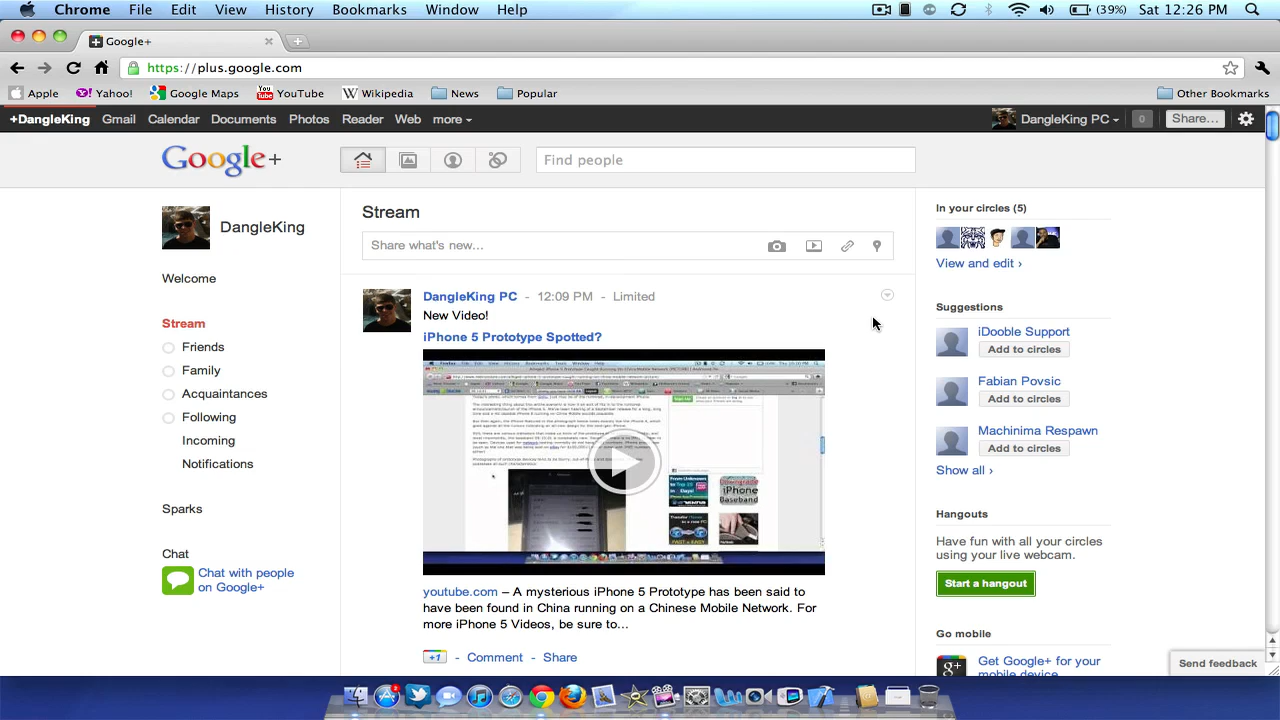 Chrome File Edit View History Bookmarks Window Help (39%) Sat 12:26 PM
Google+
https://plus.google.com
Apple Yahoo! Google Maps YouTube Wikipedia News Popular Other Bookmarks
+DangleKing Gmail Calendar Documents Photos Reader Web more DangleKing PC 0 Share...
Google+ Find people
DangleKing
Welcome
Stream
Friends
Family
Acquaintances
Following
Incoming
Notifications
Sparks
Chat
Chat with people
on Google+
Stream
Share what's new...
DangleKing PC - 12:09 PM - Limited
New Video!
iPhone 5 Prototype Spotted?
From Unknown
iPhone
Baseband
youtube.com – A mysterious iPhone 5 Prototype has been said to
have been found in China running on a Chinese Mobile Network. For
more iPhone 5 Videos, be sure to...
+1 - Comment - Share
In your circles (5)
View and edit ›
Suggestions
iDooble Support
Add to circles
Fabian Povsic
Add to circles
Machinima Respawn
Add to circles
Show all ›
Hangouts
Have fun with all your circles
using your live webcam.
Start a hangout
Go mobile
g+ Get Google+ for your
mobile device
Send feedback